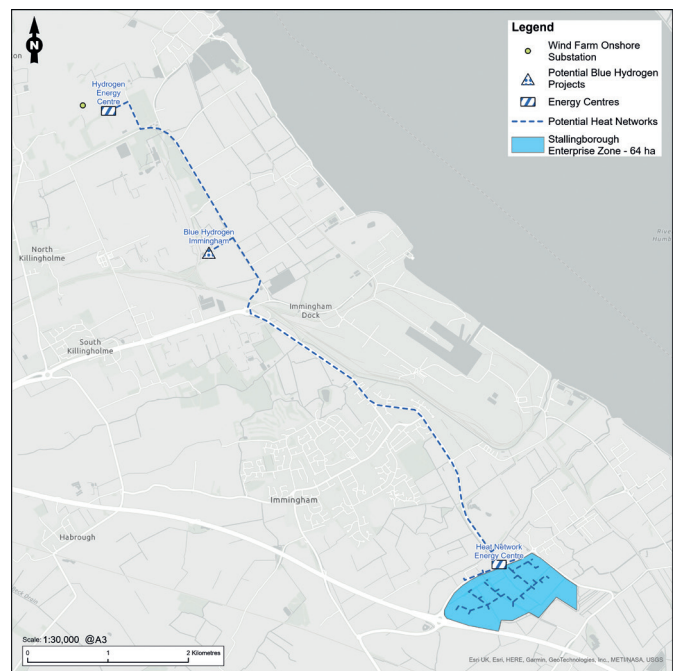 N
Legend
Wind Farm Onshore
Substation
Potential Blue Hydrogen
Projects
Energy Centres
Potential Heat Networks
Stallingborough
Enterprise Zone - 64 ha
Hydrogen
Energy
Centre
Blue Hydrogen
Immingham
North
Killingholme
Immingham
Dock
South
Killingholme
Immingham
Habrough
Heat Network
Energy Centre
Scale: 1:30,000 @A3
0 1 2 Kilometres
Esri UK, Esri, HERE, Garmin, GeoTechnologies, Inc., METI/NASA, USGS